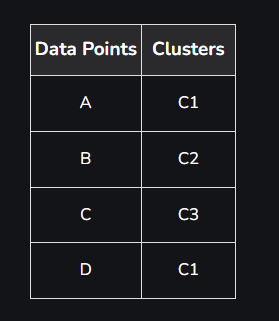 Data Points Clusters
A C1
B C2
C C3
D C1